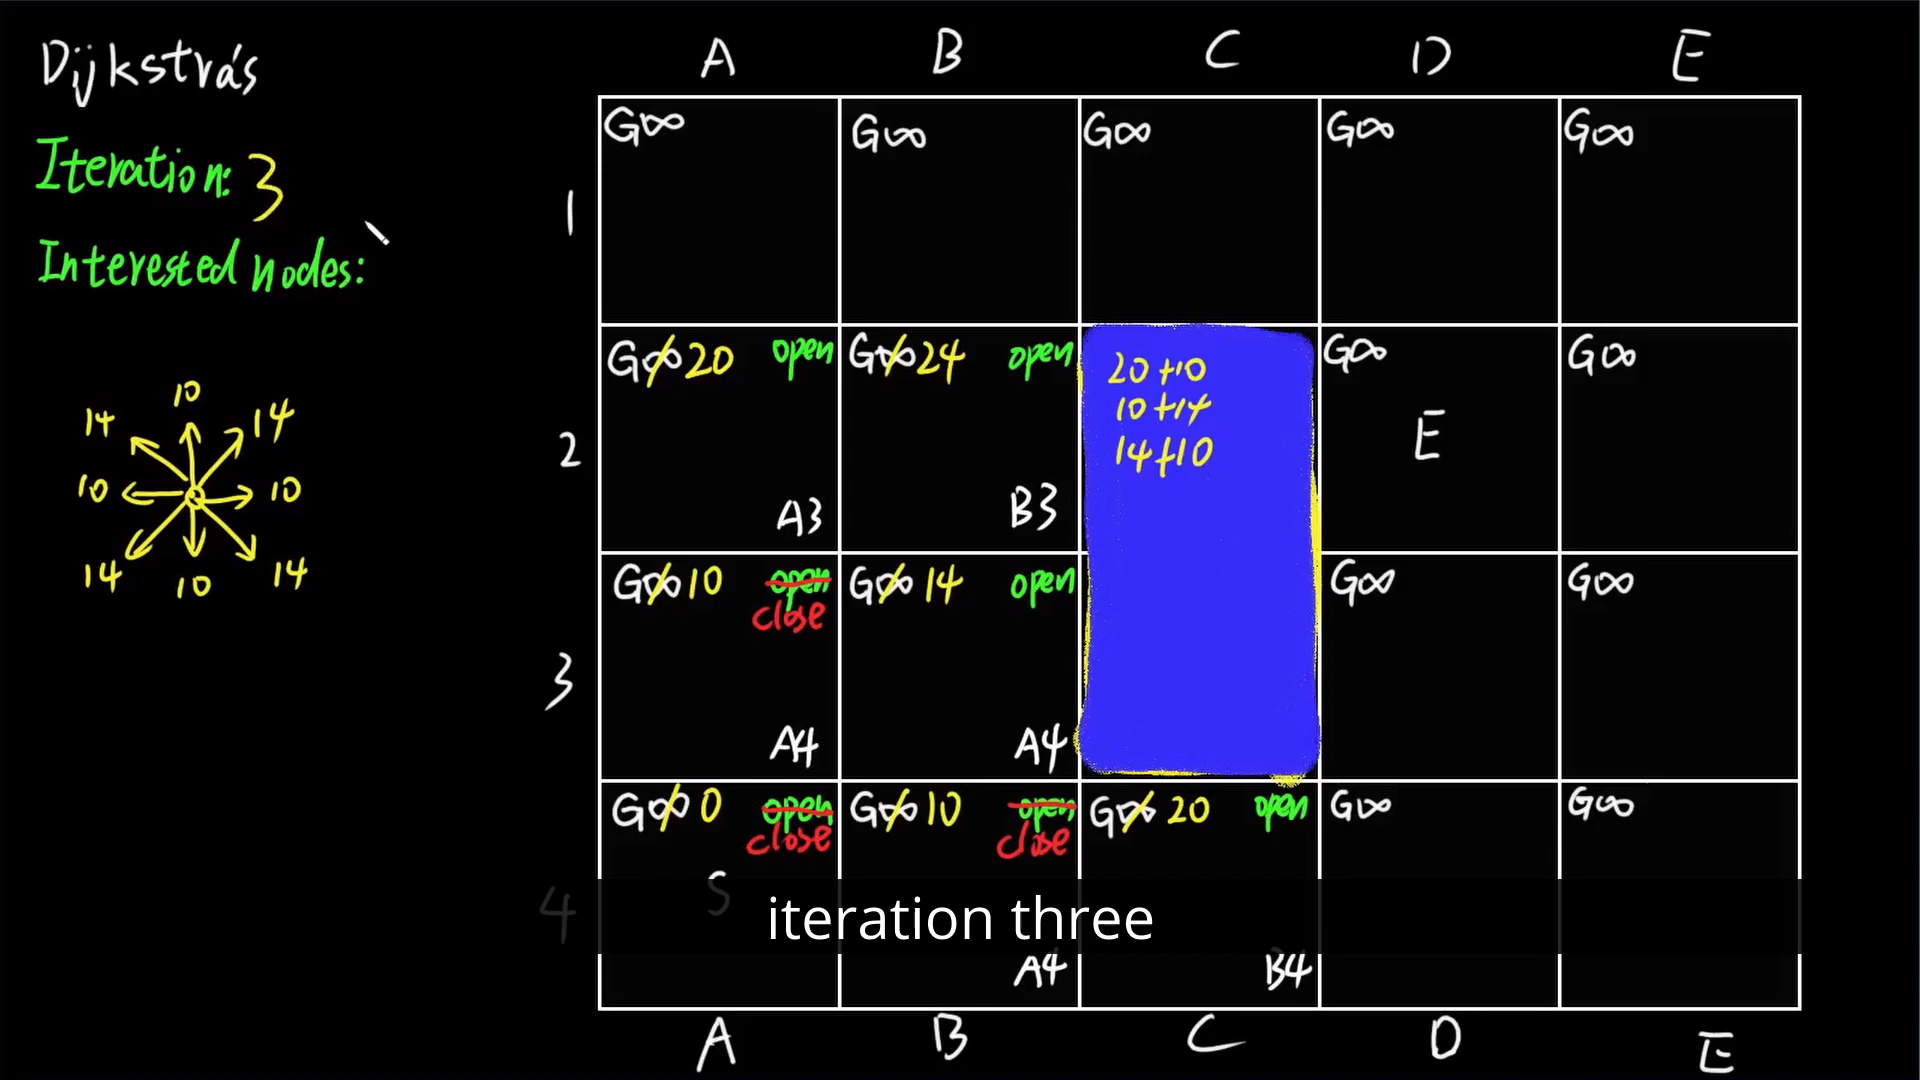 Dijkstra's
Iteration: 3
Interested nodes:
10
14 14
10 10
14 10 14
A B C D E
1
G∞ G∞ G∞ G∞ G∞
2
G∞ 20 open G∞ 24 open G∞ G∞
20+10
10+14
14+10
E
A3 B3
3
G∞ 10 open G∞ 14 open G∞ G∞
close
A4 A4
4
G∞ 0 open G∞ 10 open G∞ 20 open G∞ G∞
close close
S
iteration three
A4 B4
A B C D E